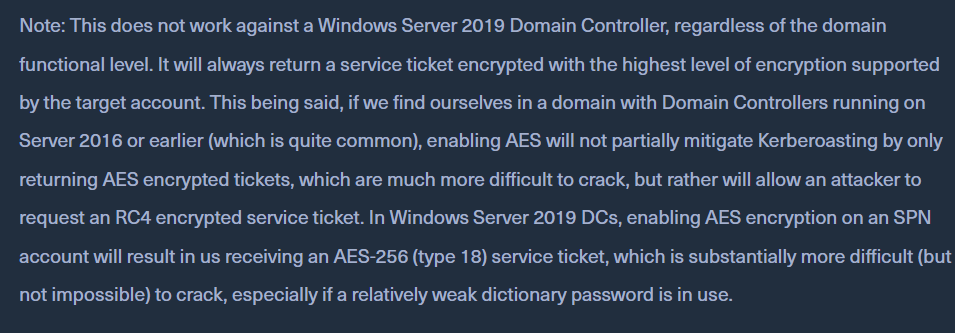 Note: This does not work against a Windows Server 2019 Domain Controller, regardless of the domain
functional level. It will always return a service ticket encrypted with the highest level of encryption supported
by the target account. This being said, if we find ourselves in a domain with Domain Controllers running on
Server 2016 or earlier (which is quite common), enabling AES will not partially mitigate Kerberoasting by only
returning AES encrypted tickets, which are much more difficult to crack, but rather will allow an attacker to
request an RC4 encrypted service ticket. In Windows Server 2019 DCs, enabling AES encryption on an SPN
account will result in us receiving an AES-256 (type 18) service ticket, which is substantially more difficult (but
not impossible) to crack, especially if a relatively weak dictionary password is in use.